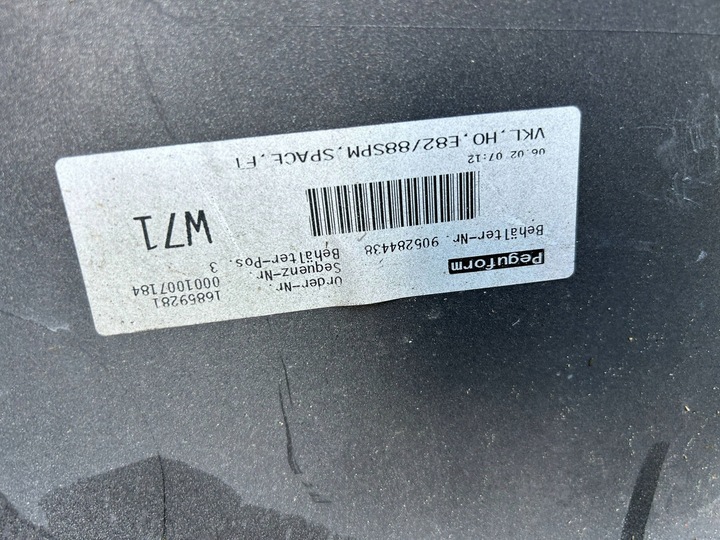 Peguform
Order-Nr. 16859281
Sequenz-Nr. 0001007184
Behälter-Nr. 905284438
Behälter-Pos. 3
W71
06.02 07:12
VKL,HO,E82/88SPM,SPACE,F1